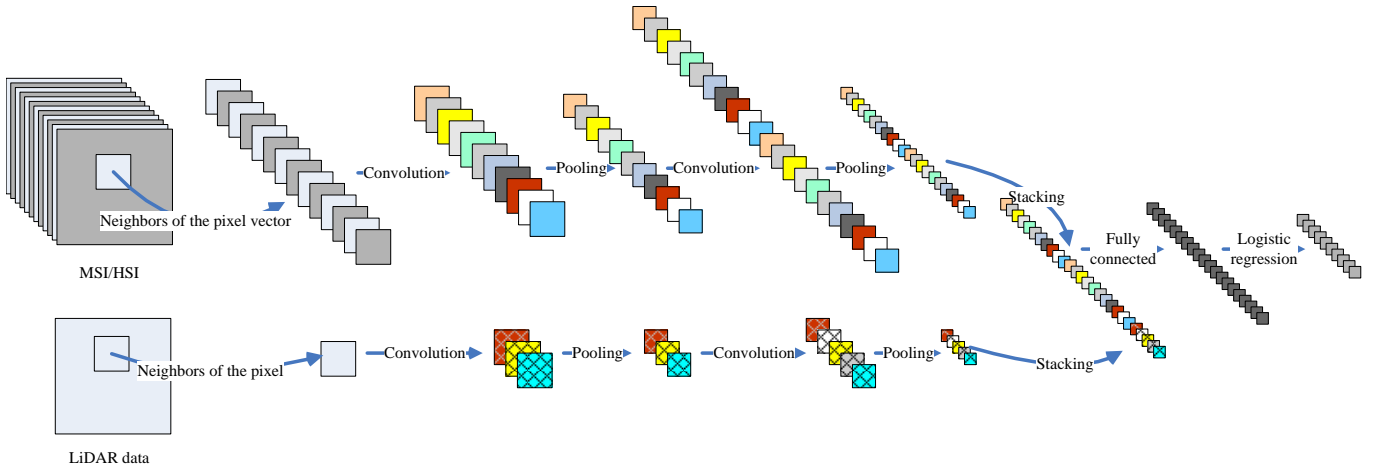 Neighbors of the pixel vector
MSI/HSI
Convolution
Pooling
Convolution
Pooling
Stacking
Fully
connected
Logistic
regression
Neighbors of the pixel
LiDAR data
Convolution
Pooling
Convolution
Pooling
Stacking